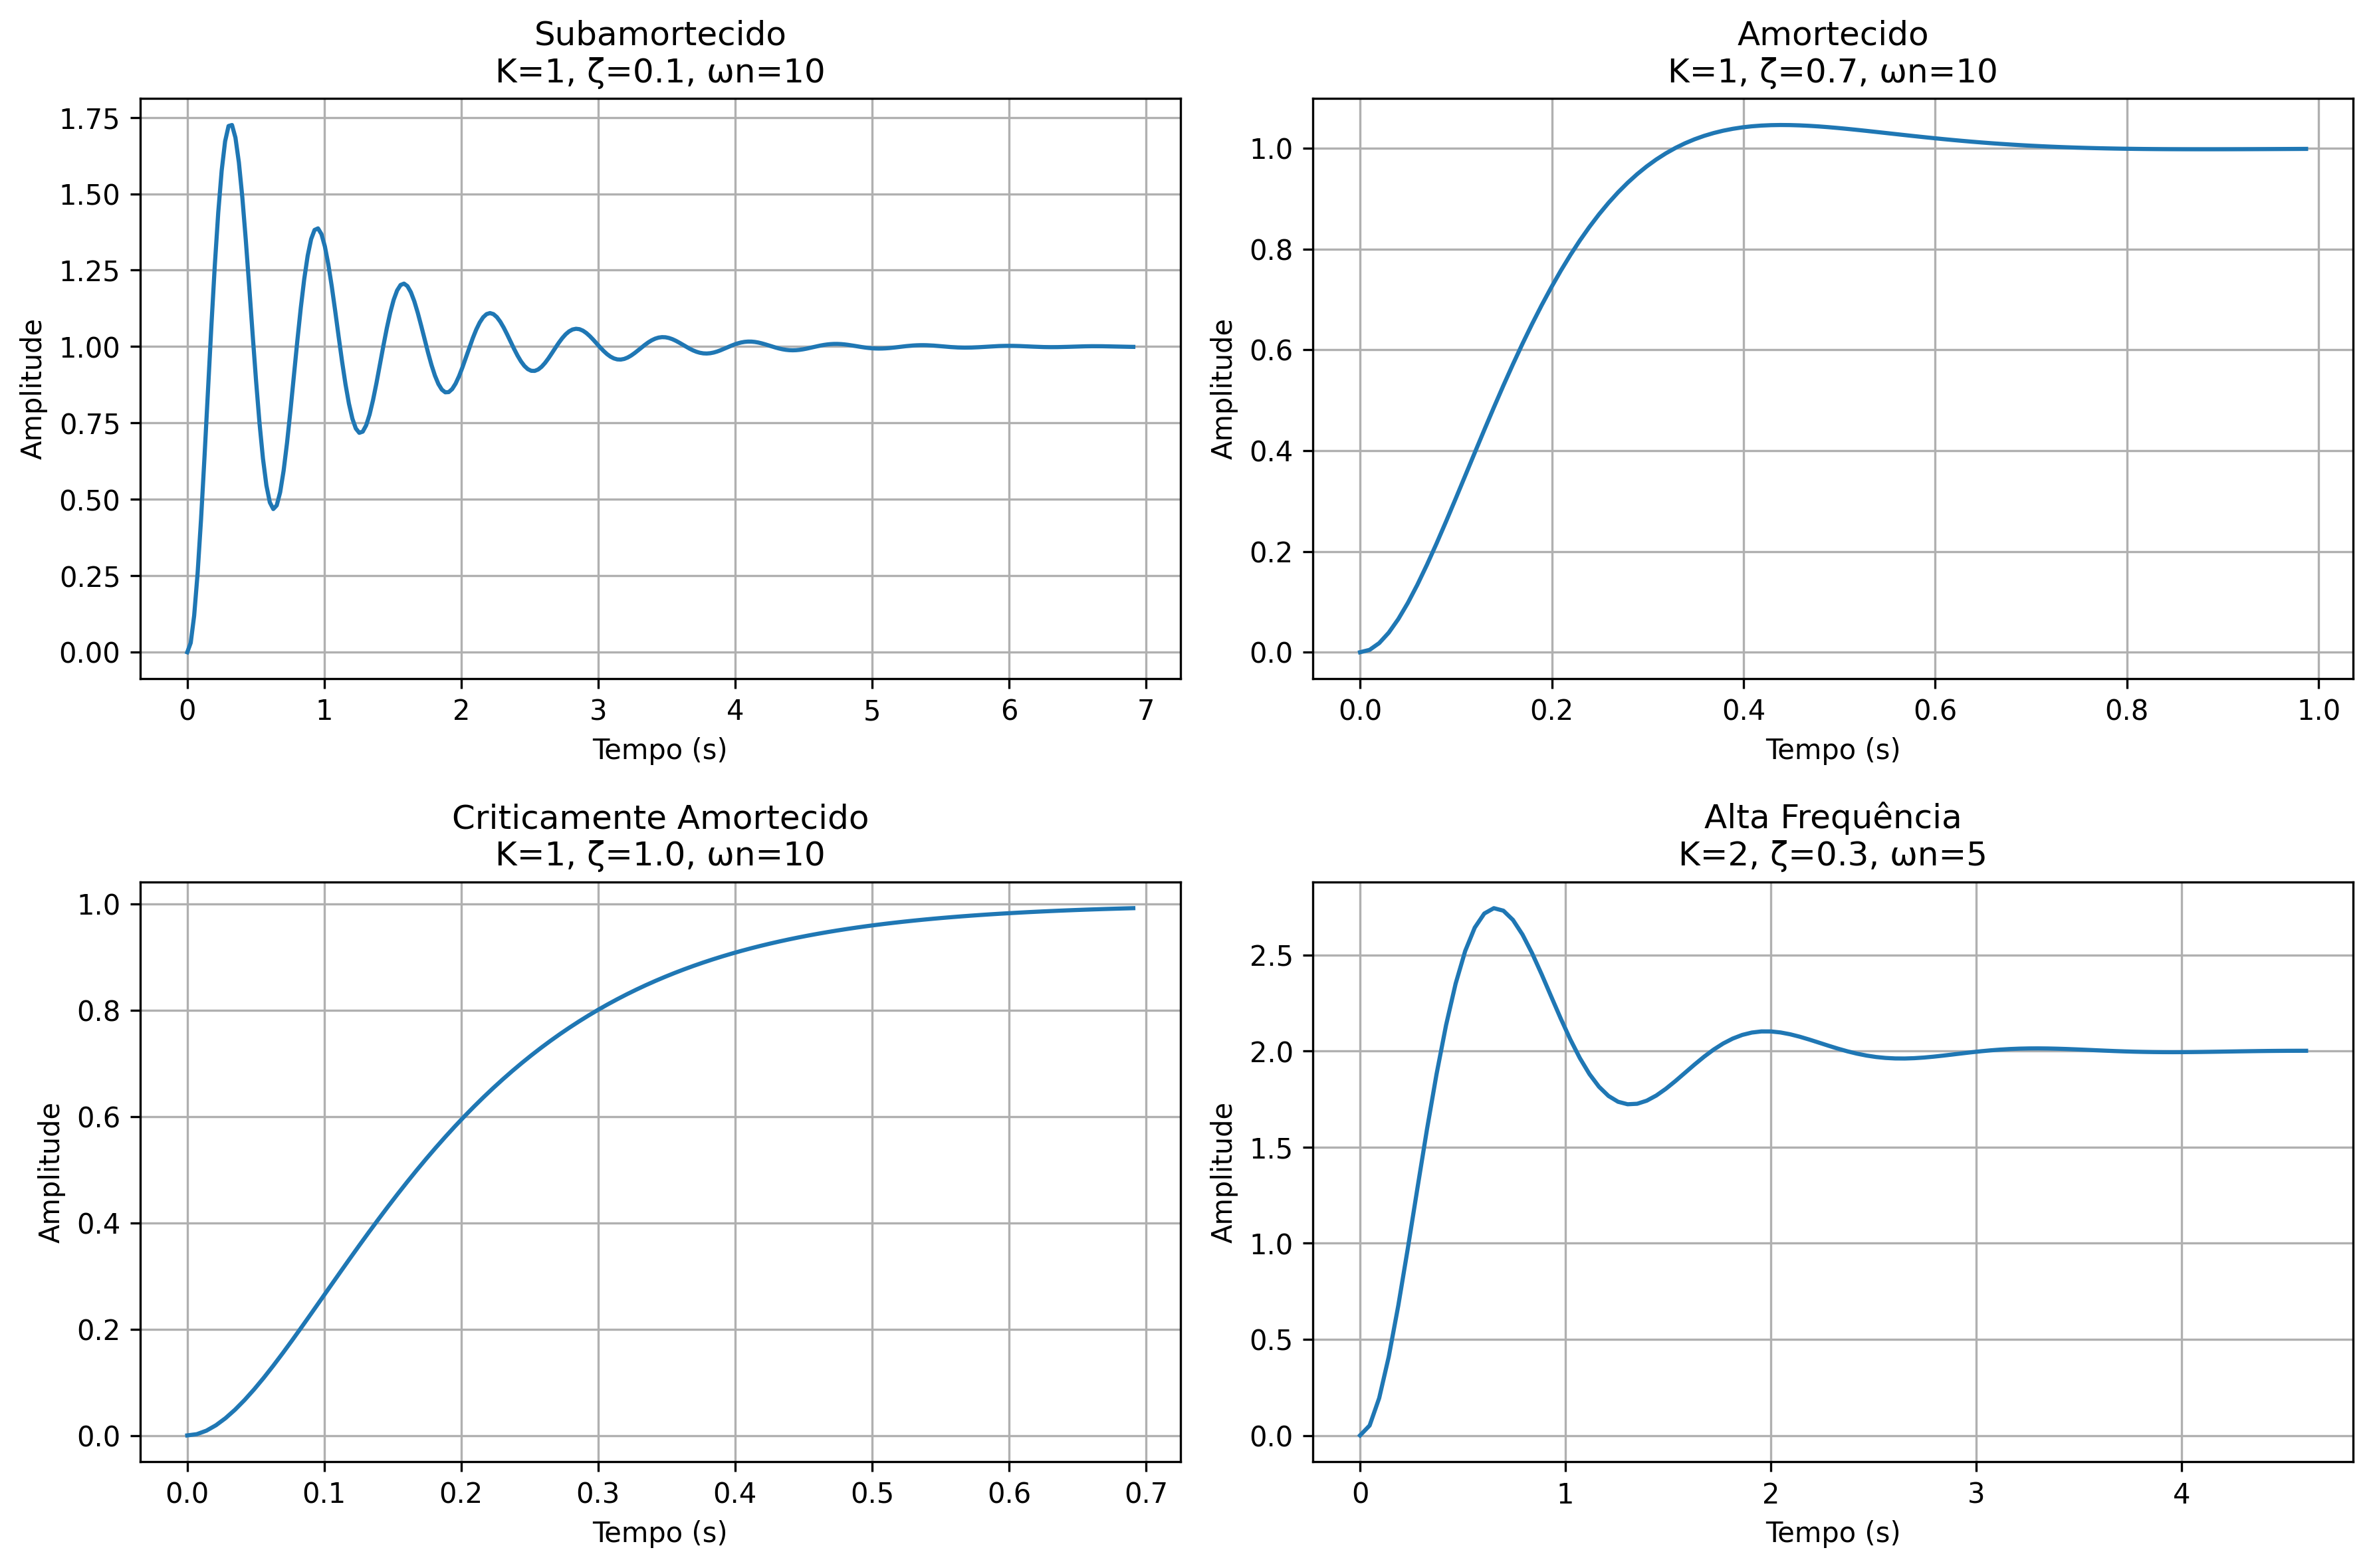 Subamortecido
K=1, ζ=0.1, ωn=10
1.75
1.50
1.25
1.00
0.75
0.50
0.25
0.00
Amplitude
0 1 2 3 4 5 6 7
Tempo (s)
Amortecido
K=1, ζ=0.7, ωn=10
1.0
0.8
0.6
0.4
0.2
0.0
Amplitude
0.0 0.2 0.4 0.6 0.8 1.0
Tempo (s)
Criticamente Amortecido
K=1, ζ=1.0, ωn=10
1.0
0.8
0.6
0.4
0.2
0.0
Amplitude
0.0 0.1 0.2 0.3 0.4 0.5 0.6 0.7
Tempo (s)
Alta Frequência
K=2, ζ=0.3, ωn=5
2.5
2.0
1.5
1.0
0.5
0.0
Amplitude
0 1 2 3 4
Tempo (s)